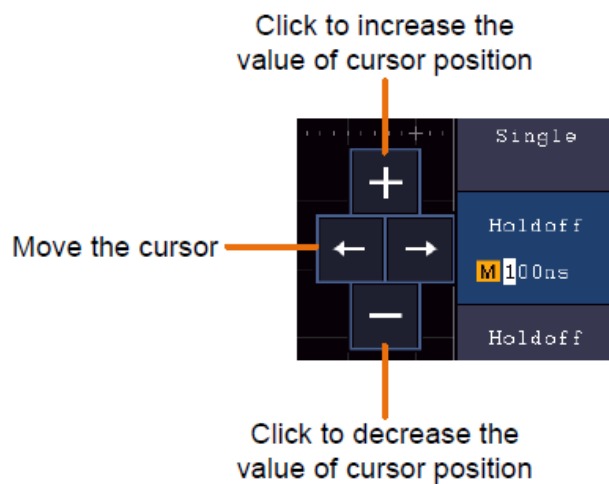 Click to increase the
value of cursor position
Single
+
Holdoff
Move the cursor
← →
M 100ns
−
Holdoff
Click to decrease the
value of cursor position